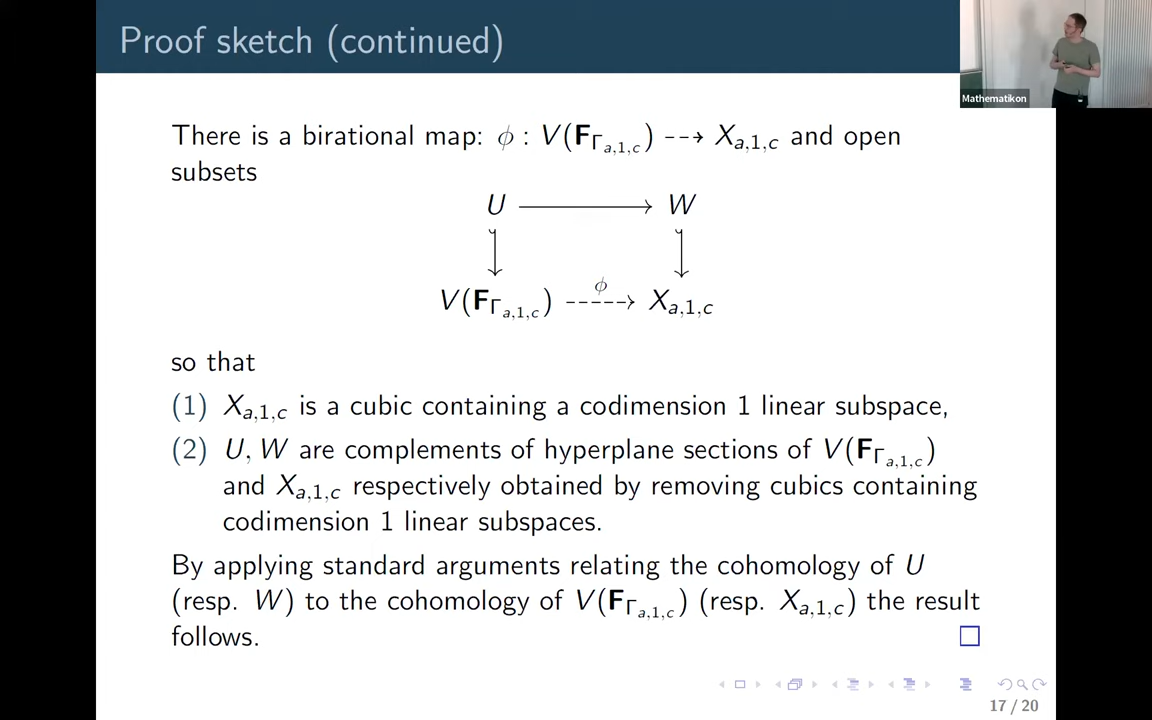 Proof sketch (continued)
Mathematikon
There is a birational map: ϕ : V(F_{Γ_{a,1,c}}) ⇢ X_{a,1,c} and open
subsets
U ⟶ W
V(F_{Γ_{a,1,c}}) ⇢ X_{a,1,c}
ϕ
so that
(1) X_{a,1,c} is a cubic containing a codimension 1 linear subspace,
(2) U, W are complements of hyperplane sections of V(F_{Γ_{a,1,c}})
and X_{a,1,c} respectively obtained by removing cubics containing
codimension 1 linear subspaces.
By applying standard arguments relating the cohomology of U
(resp. W) to the cohomology of V(F_{Γ_{a,1,c}}) (resp. X_{a,1,c}) the result
follows. □
17 / 20